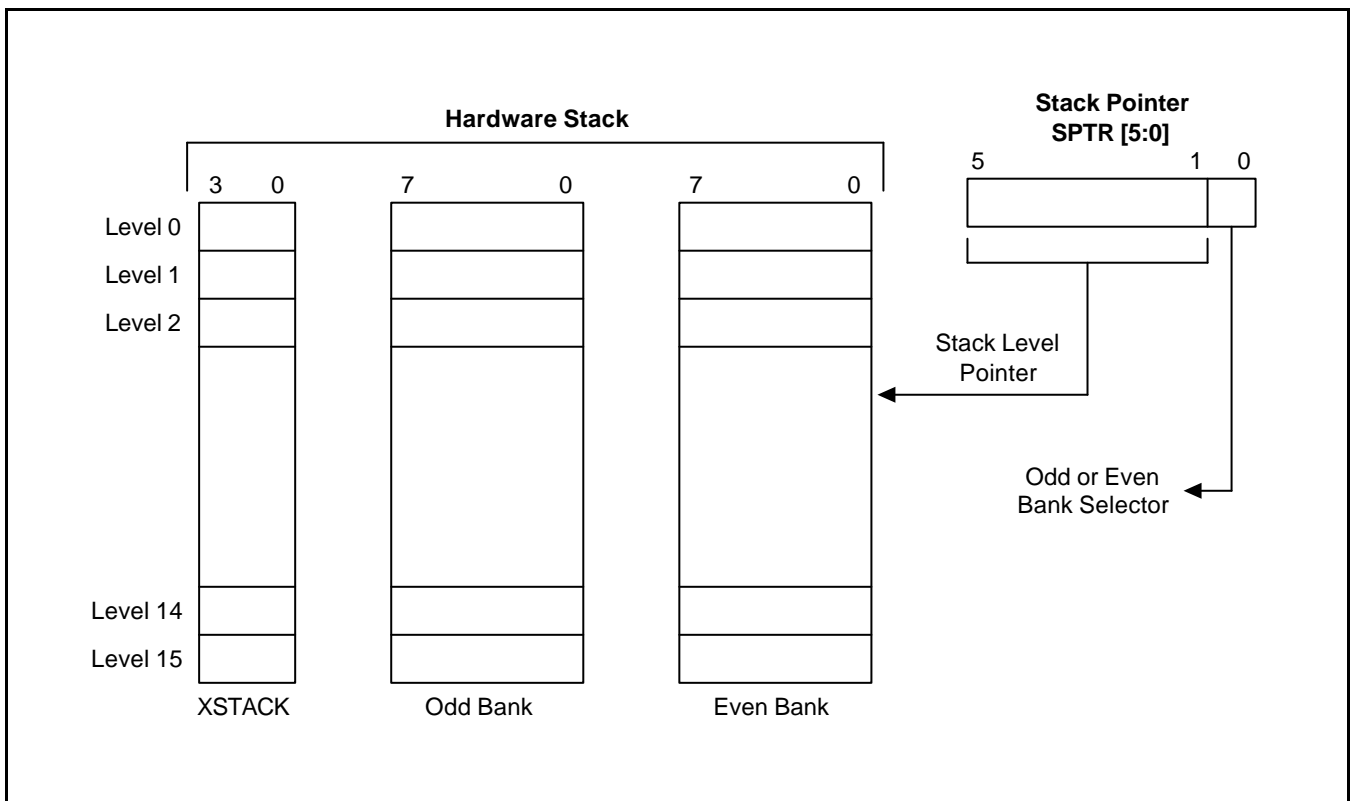 Hardware Stack
Stack Pointer
SPTR [5:0]
5 1 0
3 0 7 0 7 0
Level 0
Level 1
Level 2
Stack Level
Pointer
Odd or Even
Bank Selector
Level 14
Level 15
XSTACK Odd Bank Even Bank